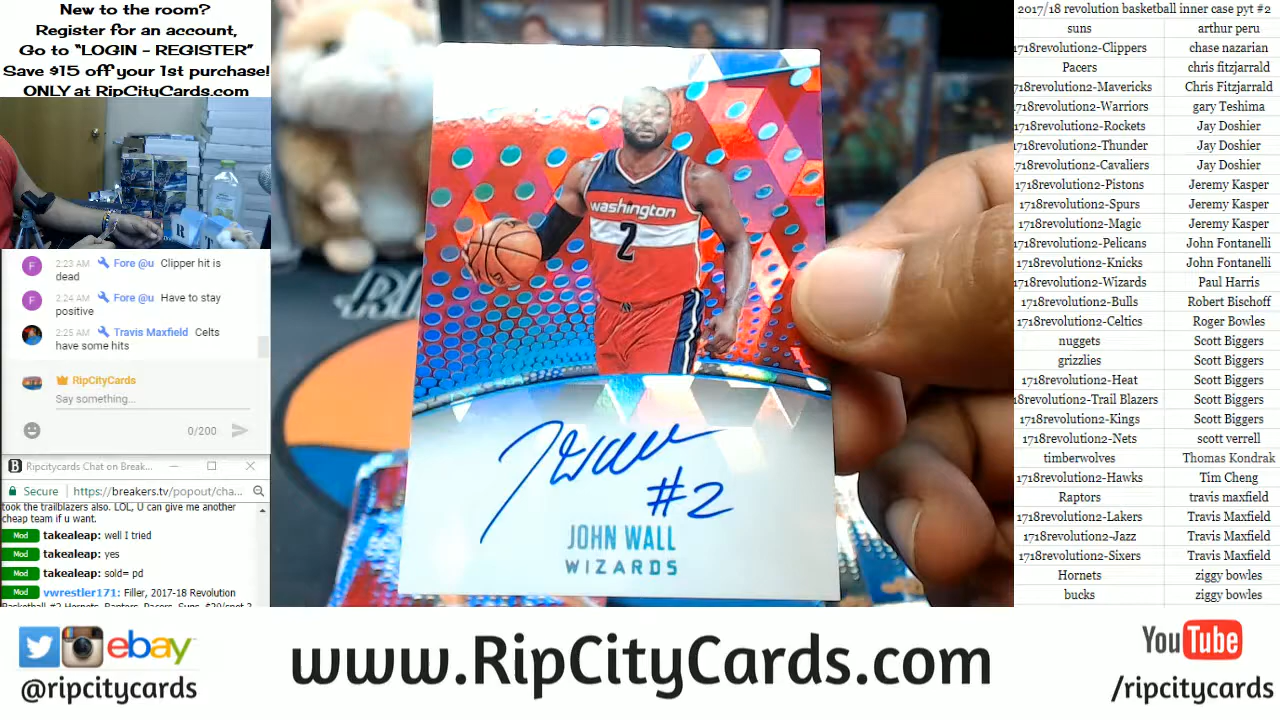 New to the room?
Register for an account,
Go to "LOGIN - REGISTER"
Save $15 off your 1st purchase!
ONLY at RipCityCards.com
F 2:23 AM Fore @u Clipper hit is
dead
F 2:24 AM Fore @u Have to stay
positive
2:25 AM Travis Maxfield Celts
have some hits
RipCityCards
Say something...
0/200
Ripcitycards Chat on Break...
Secure https://breakers.tv/popout/cha...
took the trailblazers also. LOL, U can give me another
cheap team if u want.
Mod takealeap: well I tried
Mod takealeap: yes
Mod takealeap: sold= pd
Mod vwrestler171: Filler, 2017-18 Revolution
Basketball #2 Hornets, Raptors, Pacers, Suns, $20/spot 3
R T
washington
2
#2
JOHN WALL
WIZARDS
2017/18 revolution basketball inner case pyt #2
suns arthur peru
1718revolution2-Clippers chase nazarian
Pacers chris fitzjarrald
1718revolution2-Mavericks Chris Fitzjarrald
1718revolution2-Warriors gary Teshima
1718revolution2-Rockets Jay Doshier
1718revolution2-Thunder Jay Doshier
1718revolution2-Cavaliers Jay Doshier
1718revolution2-Pistons Jeremy Kasper
1718revolution2-Spurs Jeremy Kasper
1718revolution2-Magic Jeremy Kasper
1718revolution2-Pelicans John Fontanelli
1718revolution2-Knicks John Fontanelli
1718revolution2-Wizards Paul Harris
1718revolution2-Bulls Robert Bischoff
1718revolution2-Celtics Roger Bowles
nuggets Scott Biggers
grizzlies Scott Biggers
1718revolution2-Heat Scott Biggers
18revolution2-Trail Blazers Scott Biggers
1718revolution2-Kings Scott Biggers
1718revolution2-Nets scott verrell
timberwolves Thomas Kondrak
1718revolution2-Hawks Tim Cheng
Raptors travis maxfield
1718revolution2-Lakers Travis Maxfield
1718revolution2-Jazz Travis Maxfield
1718revolution2-Sixers Travis Maxfield
Hornets ziggy bowles
bucks ziggy bowles
ebay
@ripcitycards
www.RipCityCards.com
YouTube
/ripcitycards